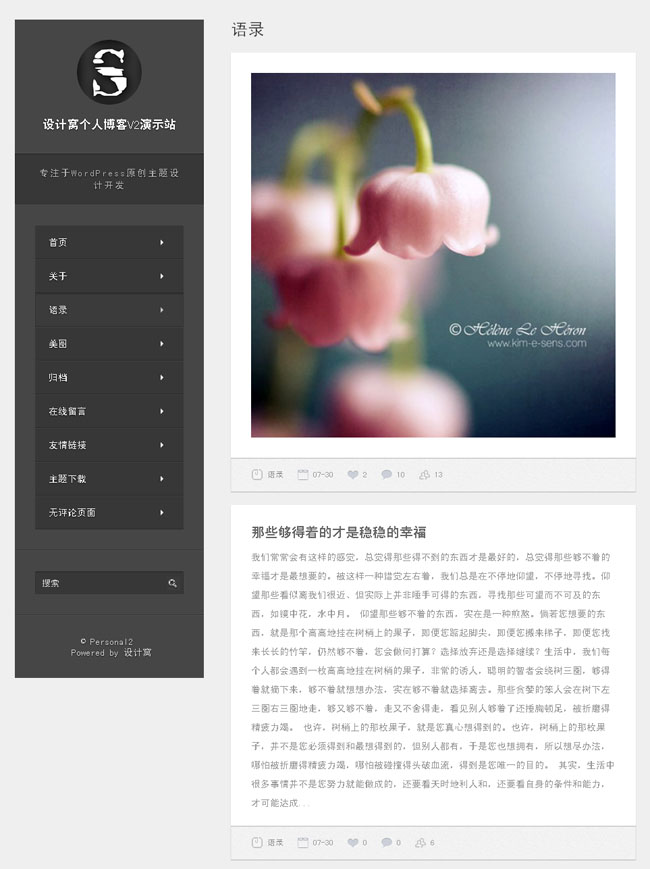 设计窝个人博客V2演示站
专注于WordPress原创主题设
计开发
首页
关于
语录
美图
归档
在线留言
友情链接
主题下载
无评论页面
搜索
© Personal2
Powered by 设计窝
语录
© Hélène Le Héron
www.kim-e-sens.com
语录 07-30 2 10 13
那些够得着的才是稳稳的幸福
我们常常会有这样的感觉，总觉得那些得不到的东西才是最好的，总觉得那些够不着的
幸福才是最想要的。被这样一种错觉左右着，我们总是在不停地仰望，不停地寻找。仰
望那些看似离我们很近、但实际上并非唾手可得的东西，寻找那些可望而不可及的东
西，如镜中花，水中月。 仰望那些够不着的东西，实在是一种煎熬。倘若您想要的东
西，就是那个高高地挂在树梢上的果子，即便您踮起脚尖，即便您搬来梯子，即便您找
来长长的竹竿，仍然够不着，您会做何打算？选择放弃还是选择继续？生活中，我们每
个人都会遇到一枚高高地挂在树梢的果子，非常的诱人，聪明的智者会绕树三圈，够得
着就摘下来，够不着就想想办法，实在够不着就选择离去。那些贪婪的笨人会在树下左
三圈右三圈地走，够又够不着，走又不舍得走，看见别人够着了还捶胸顿足，被折磨得
精疲力竭。 也许，树梢上的那枚果子，就是您真心想得到的。也许，树梢上的那枚果
子，并不是您必须得到和最想得到的，但别人都有，于是您也想拥有，所以想尽办法，
哪怕被折磨得精疲力竭，哪怕被碰撞得头破血流，得到是您唯一的目的。 其实，生活中
很多事情并不是您努力就能做成的，还要看天时地利人和，还要看自身的条件和能力，
才可能达成...
语录 07-30 0 0 6